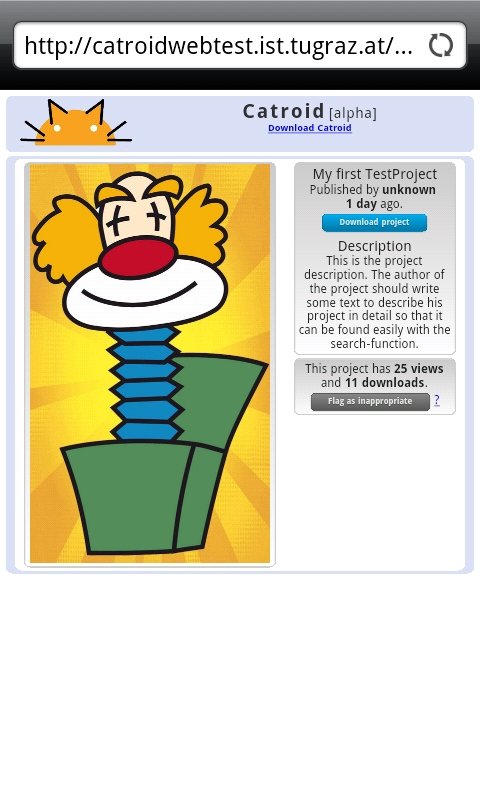 http://catroidwebtest.ist.tugraz.at/...
Catroid [alpha]
Download Catroid
My first TestProject
Published by unknown
1 day ago.
Download project
Description
This is the project
description. The author of
the project should write
some text to describe his
project in detail so that it
can be found easily with the
search-function.
This project has 25 views
and 11 downloads.
Flag as inappropriate ?